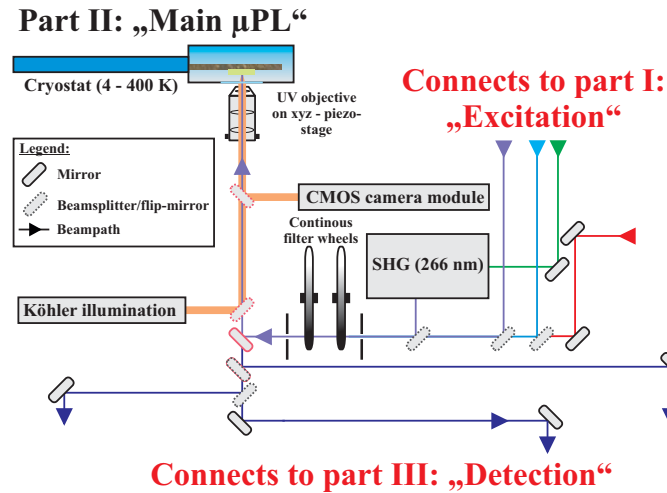 Part II: „Main µPL“
Cryostat (4 - 400 K)
UV objective
on xyz - piezo-
stage
Connects to part I:
„Excitation“
Legend:
Mirror
Beamsplitter/flip-mirror
Beampath
CMOS camera module
Continous
filter wheels
SHG (266 nm)
Köhler illumination
Connects to part III: „Detection“